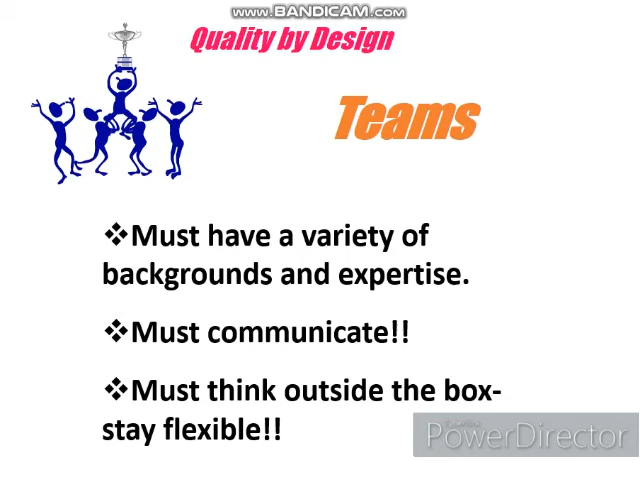 www.BANDICAM.com
Quality by Design
Teams
❖Must have a variety of
backgrounds and expertise.
❖Must communicate!!
❖Must think outside the box-
stay flexible!!
PowerDirector